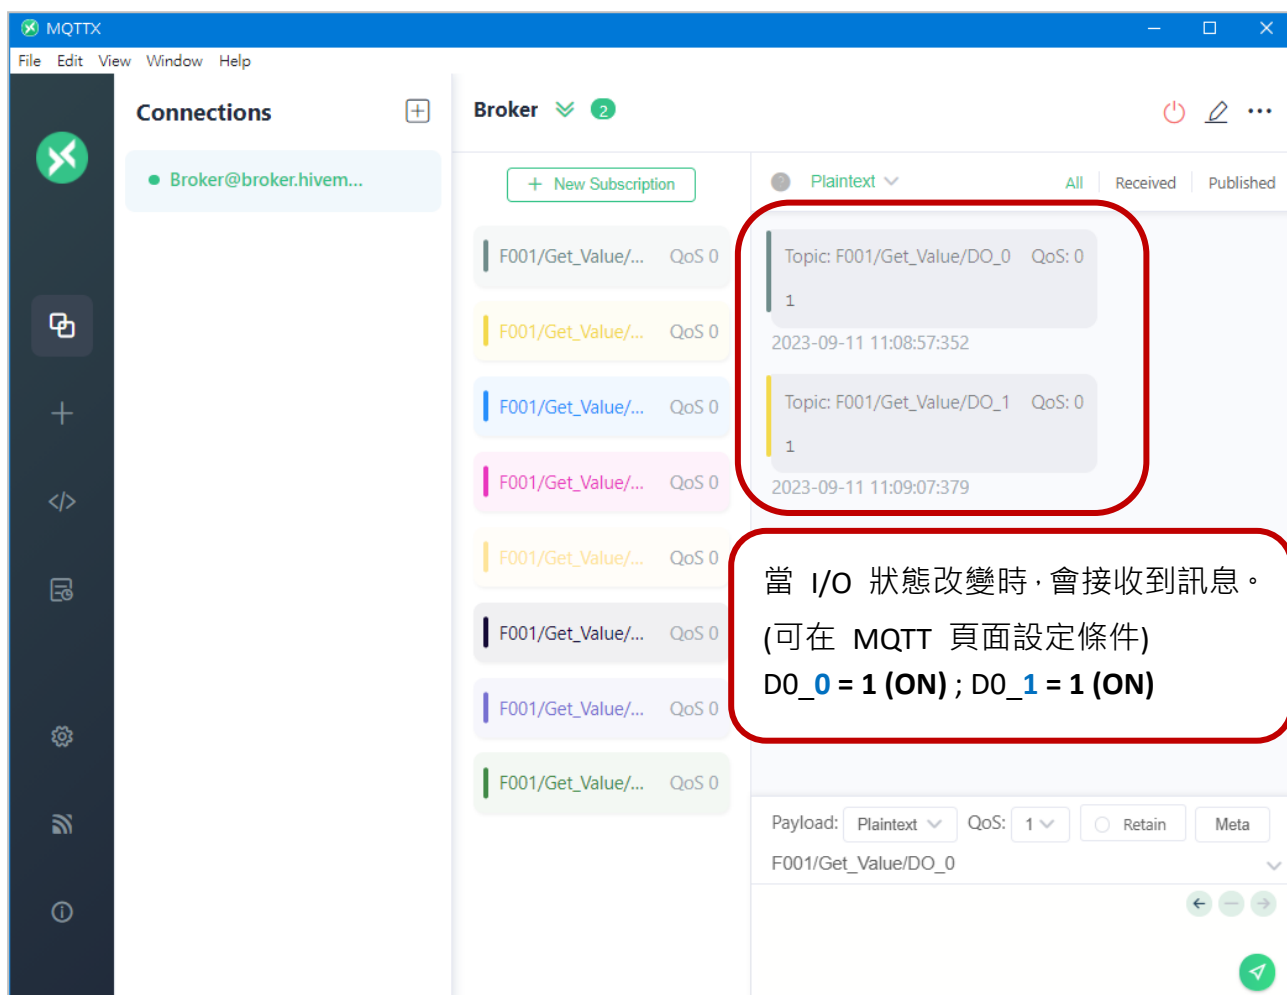 MQTTX
File Edit View Window Help
Connections
Broker@broker.hivem...
Broker 2
+ New Subscription
F001/Get_Value/... QoS 0
F001/Get_Value/... QoS 0
F001/Get_Value/... QoS 0
F001/Get_Value/... QoS 0
F001/Get_Value/... QoS 0
F001/Get_Value/... QoS 0
F001/Get_Value/... QoS 0
F001/Get_Value/... QoS 0
Plaintext All Received Published
Topic: F001/Get_Value/DO_0 QoS: 0
1
2023-09-11 11:08:57:352
Topic: F001/Get_Value/DO_1 QoS: 0
1
2023-09-11 11:09:07:379
當 I/O 狀態改變時，會接收到訊息。
(可在 MQTT 頁面設定條件)
D0_0 = 1 (ON) ; D0_1 = 1 (ON)
Payload: Plaintext QoS: 1 Retain Meta
F001/Get_Value/DO_0